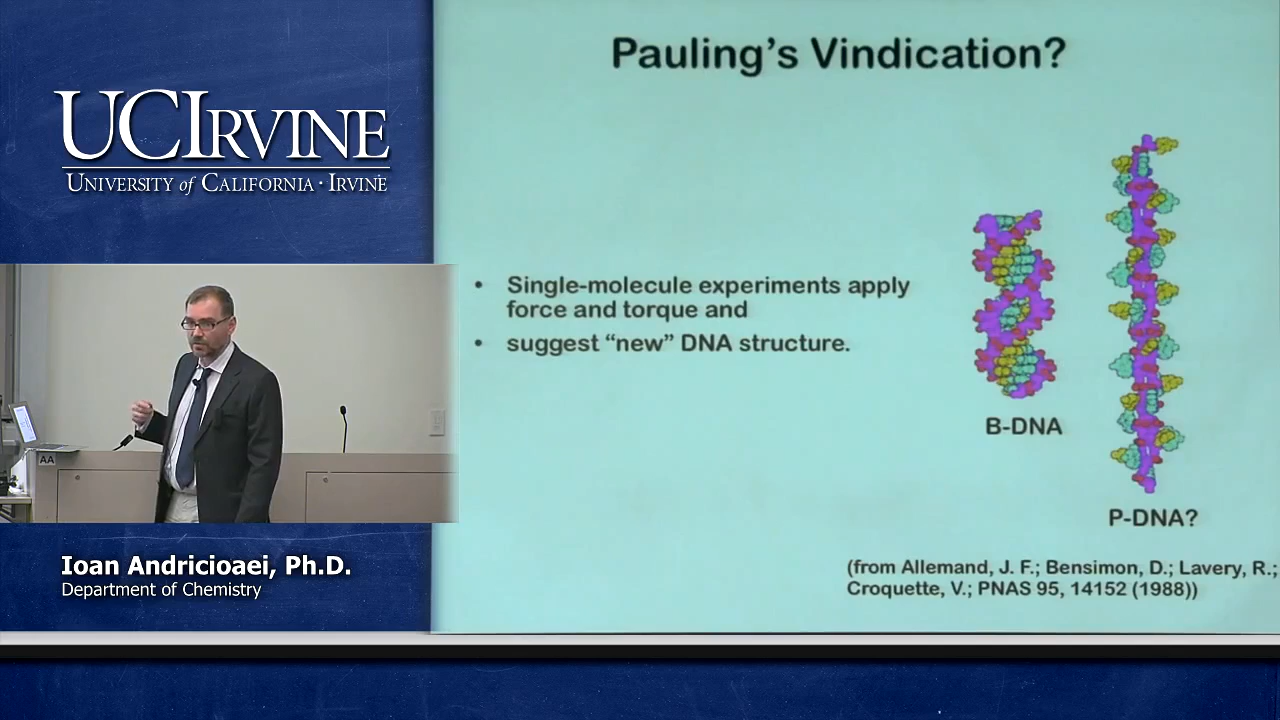 UCIRVINE
UNIVERSITY of CALIFORNIA · IRVINE
Pauling's Vindication?
• Single-molecule experiments apply
force and torque and
• suggest “new” DNA structure.
B-DNA
P-DNA?
(from Allemand, J. F.; Bensimon, D.; Lavery, R.;
Croquette, V.; PNAS 95, 14152 (1988))
AA
Ioan Andricioaei, Ph.D.
Department of Chemistry